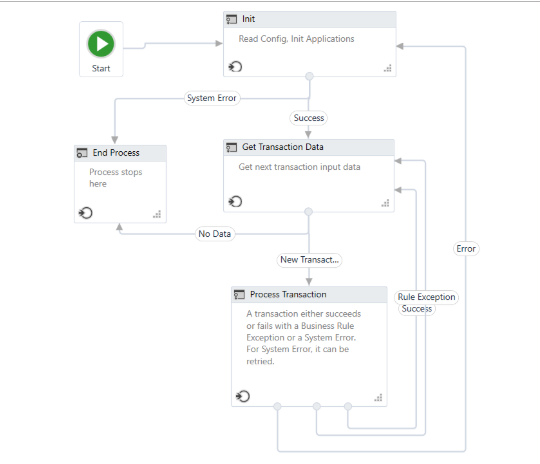 Init
Read Config. Init Applications
Start
System Error
Success
End Process
Process stops
here
Get Transaction Data
Get next transaction input data
No Data
New Transact...
Error
Process Transaction
A transaction either succeeds
or fails with a Business Rule
Exception or a System Error.
For System Error, it can be
retried.
Rule Exception
Success